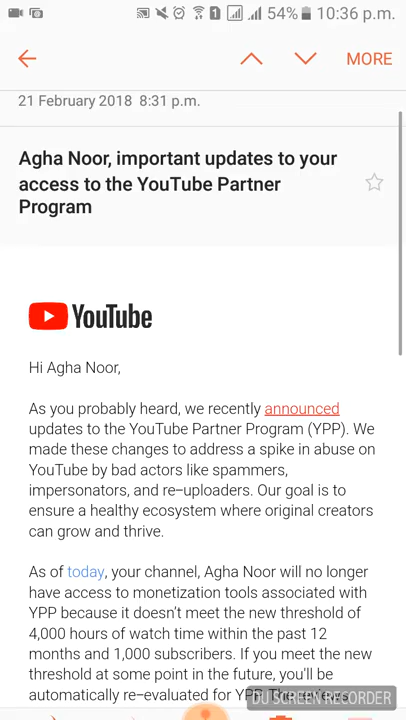 54% 10:36 p.m.
MORE
21 February 2018 8:31 p.m.
Agha Noor, important updates to your
access to the YouTube Partner
Program
YouTube
Hi Agha Noor,
As you probably heard, we recently announced
updates to the YouTube Partner Program (YPP). We
made these changes to address a spike in abuse on
YouTube by bad actors like spammers,
impersonators, and re-uploaders. Our goal is to
ensure a healthy ecosystem where original creators
can grow and thrive.
As of today, your channel, Agha Noor will no longer
have access to monetization tools associated with
YPP because it doesn't meet the new threshold of
4,000 hours of watch time within the past 12
months and 1,000 subscribers. If you meet the new
threshold at some point in the future, you'll be
automatically re-evaluated for YPP. The reviews
DU SCREEN RECORDER